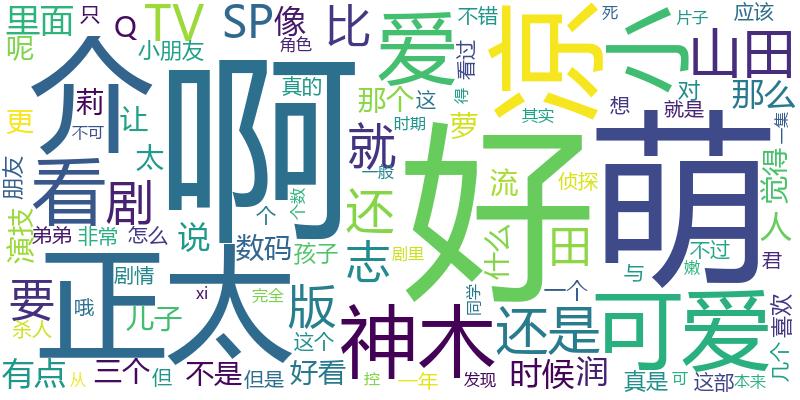 里面
只
Q
TV
SP
像
比
爱
不错
死
片子
应该
呢
小朋友
角色
看过
凉
小
山田
介
啊
真的
那个
这
得
对
那么
莉
让
不可
更
太
时期
萝
其实
想
就是
一集
好
萌
看
剧
就
一般
朋友
演技
说
个
个数
还
流
侦探
觉得
弟弟
非常
怎么
数码
孩子
剧里
志
什么
田
不过
嫩
人
正太
剧情
xi
完全
与
君
要
哦
儿子
版
神木
同学
一个
可爱
喜欢
杀人
这个
还是
几个
有点
从
三个
但
不是
但是
好看
控
一年
发现
时候
润
真是
可
这部
本来